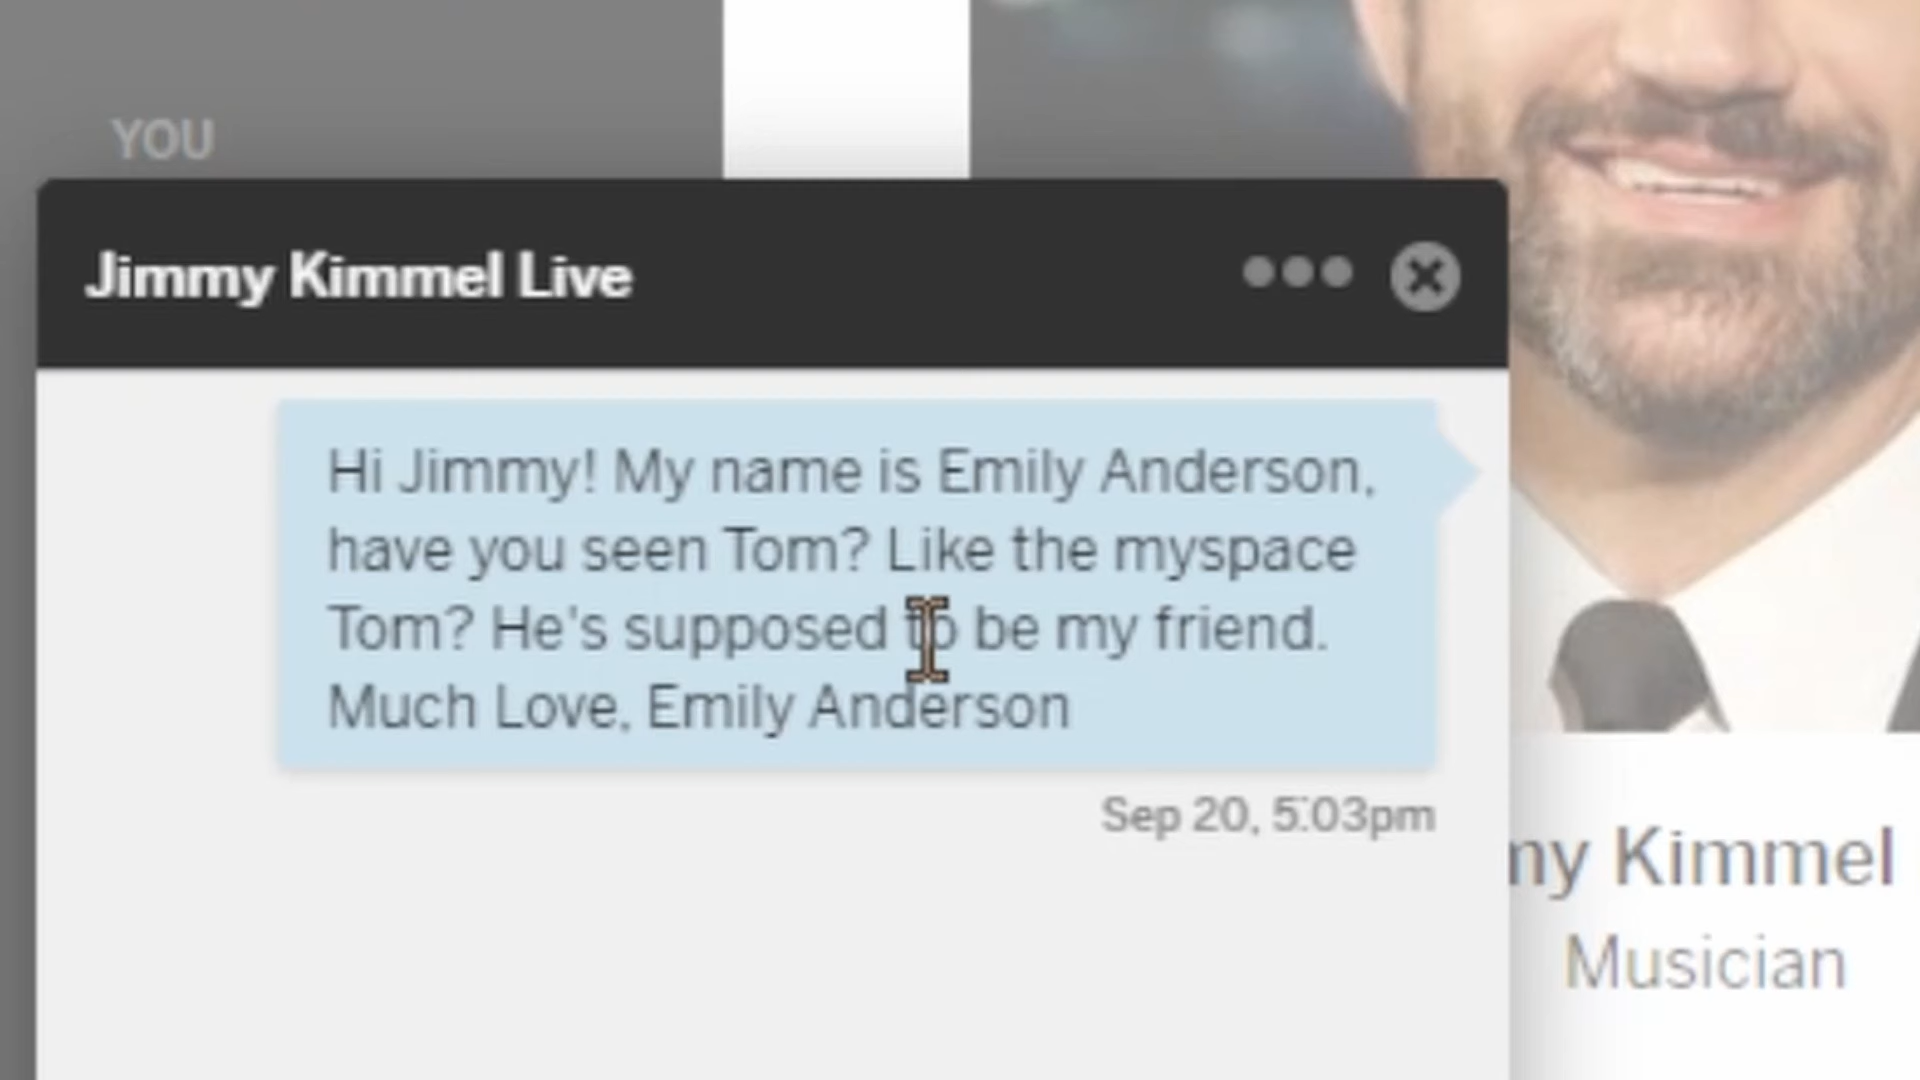 YOU
Jimmy Kimmel Live
Hi Jimmy! My name is Emily Anderson,
have you seen Tom? Like the myspace
Tom? He's supposed to be my friend.
Much Love, Emily Anderson
Sep 20, 5:03pm
Kimmel
Musician